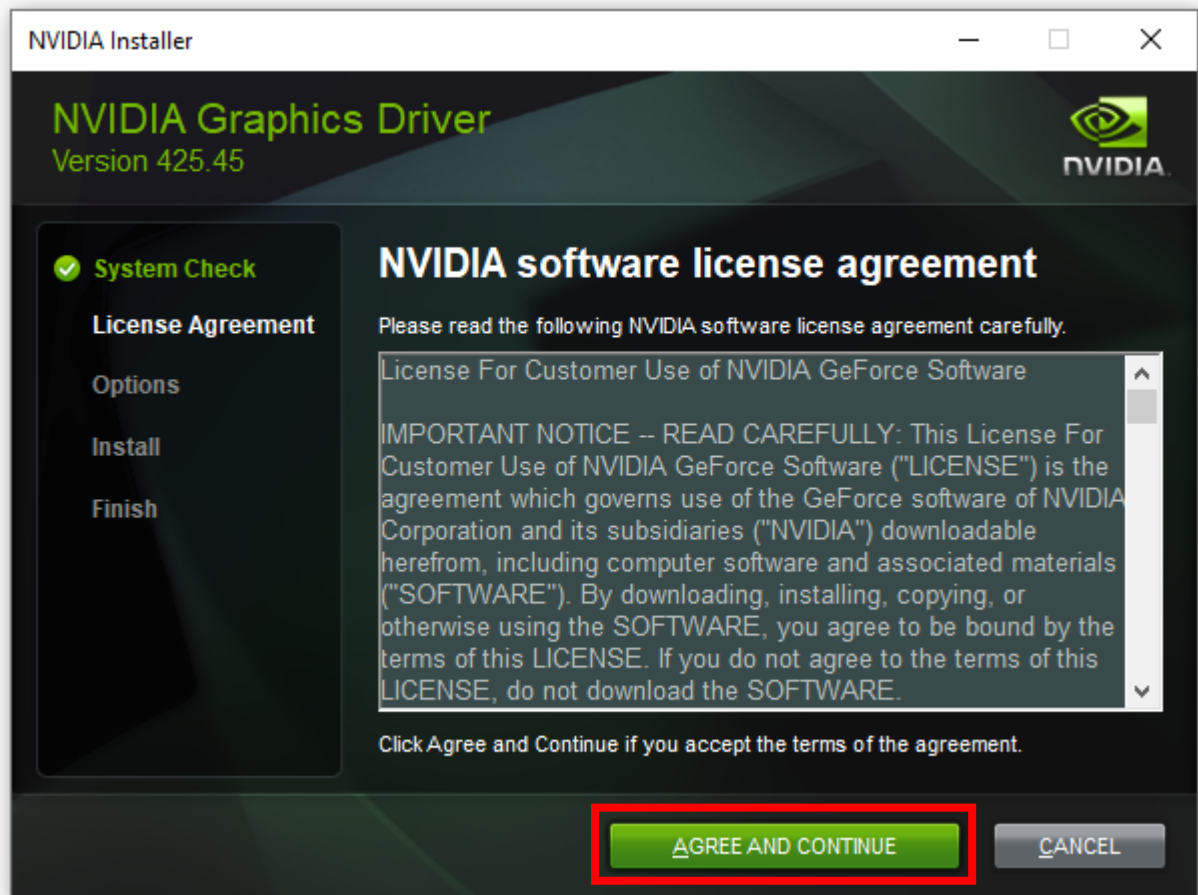 NVIDIA Installer
NVIDIA Graphics Driver
Version 425.45
NVIDIA.
System Check
License Agreement
Options
Install
Finish
NVIDIA software license agreement
Please read the following NVIDIA software license agreement carefully.
License For Customer Use of NVIDIA GeForce Software
IMPORTANT NOTICE -- READ CAREFULLY: This License For
Customer Use of NVIDIA GeForce Software ("LICENSE") is the
agreement which governs use of the GeForce software of NVIDIA
Corporation and its subsidiaries ("NVIDIA") downloadable
herefrom, including computer software and associated materials
("SOFTWARE"). By downloading, installing, copying, or
otherwise using the SOFTWARE, you agree to be bound by the
terms of this LICENSE. If you do not agree to the terms of this
LICENSE, do not download the SOFTWARE.
Click Agree and Continue if you accept the terms of the agreement.
AGREE AND CONTINUE
CANCEL